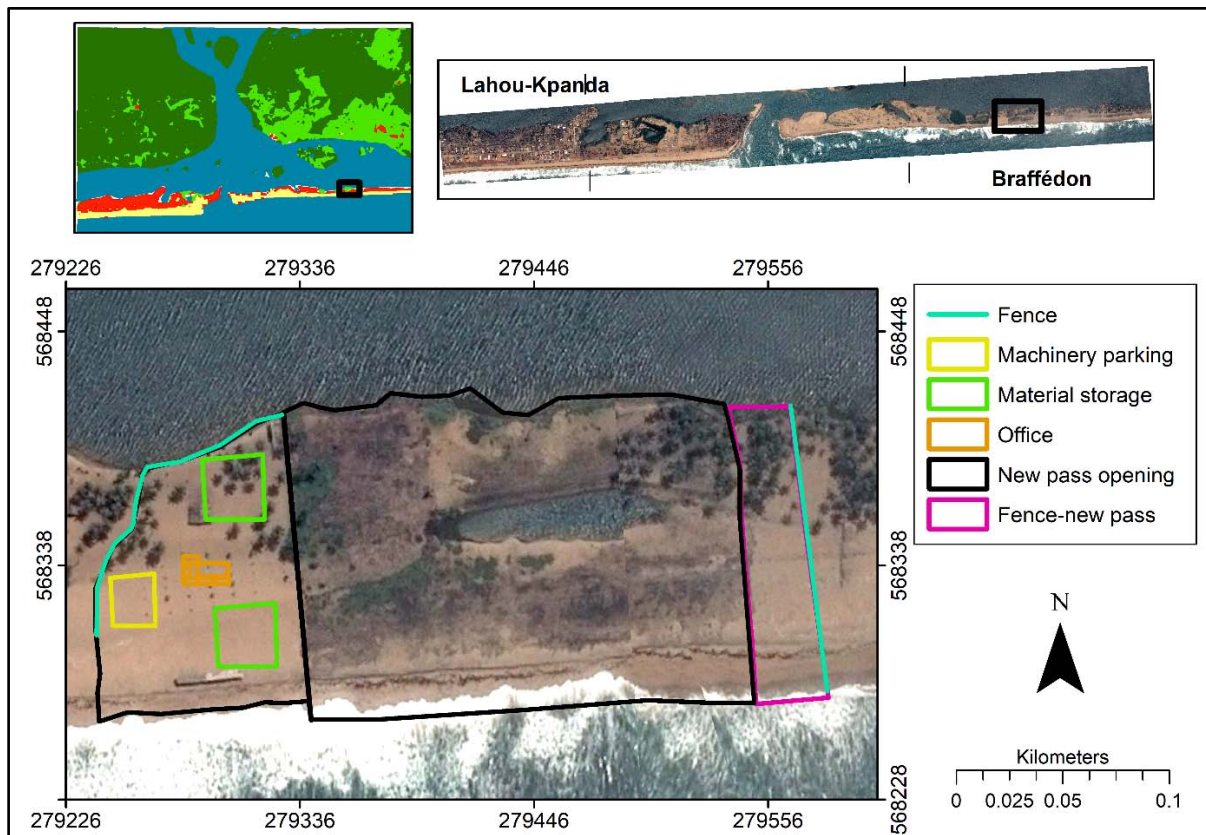 Lahou-Kpanda
Braffédon
279226
279336
279446
279556
568448
568448
Fence
Machinery parking
Material storage
Office
New pass opening
Fence-new pass
568338
568338
N
Kilometers
0 0.025 0.05 0.1
568228
568228
279226
279336
279446
279556